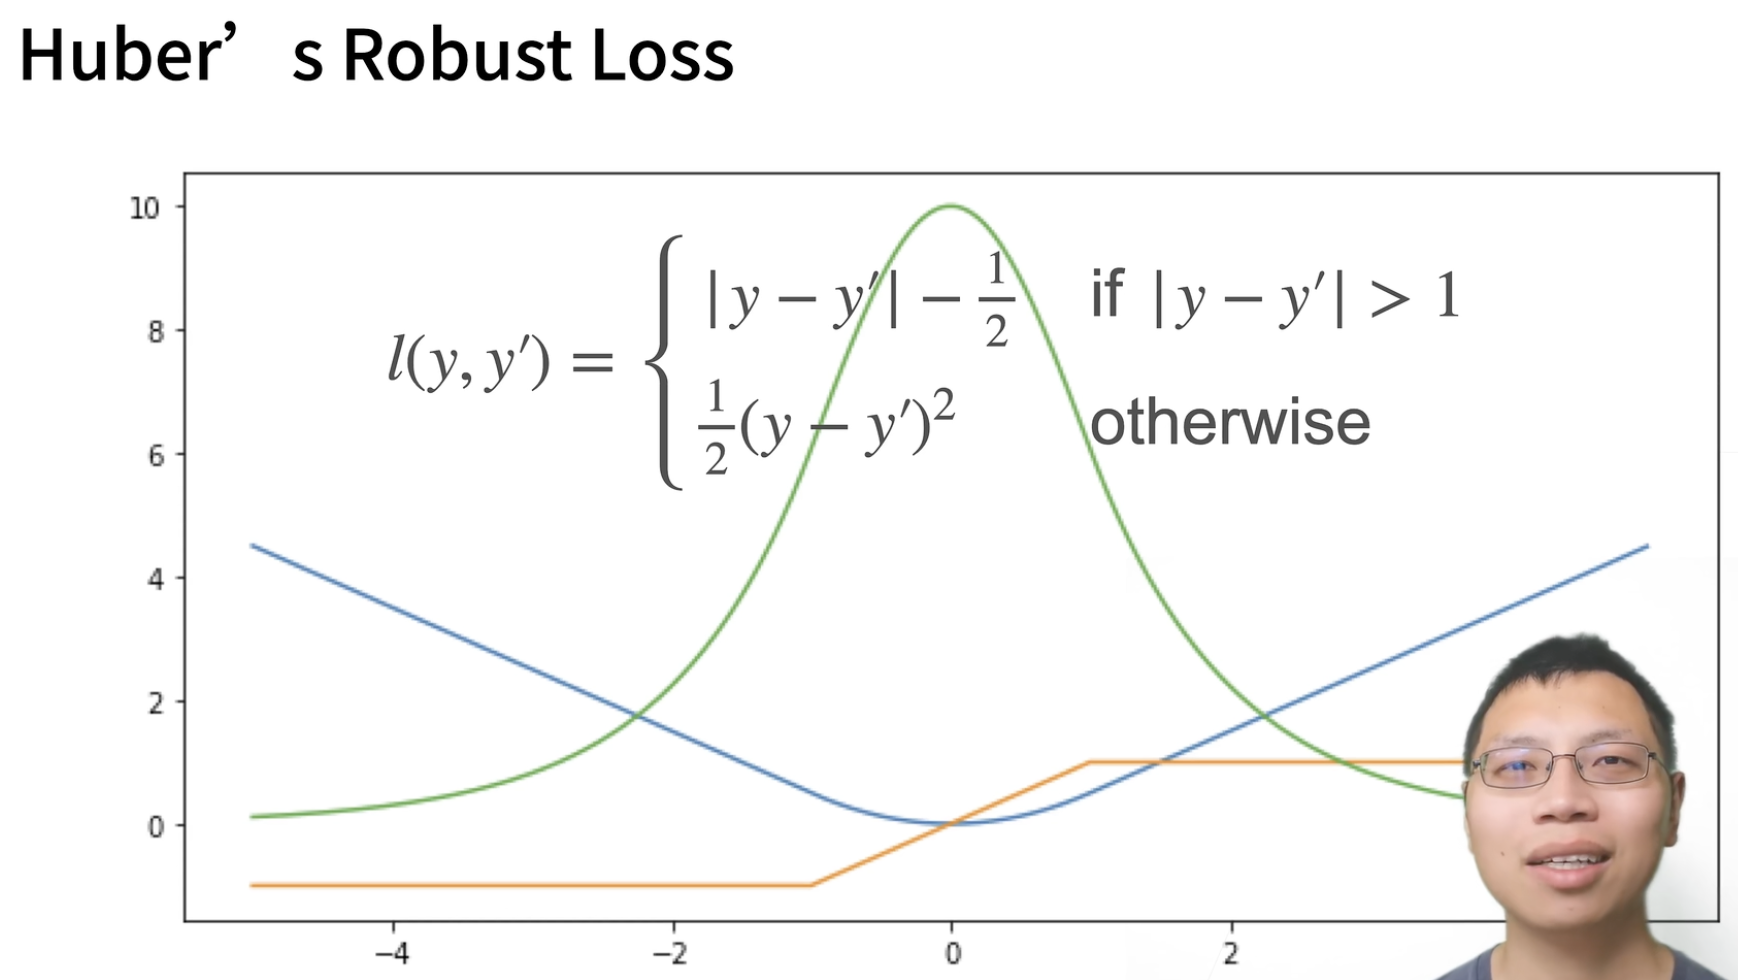 Huber’s Robust Loss
10
8
6
4
2
0
l(y, y′) = { |y − y′| − 1/2 if |y − y′| > 1
1/2(y − y′)² otherwise
−4 −2 0 2